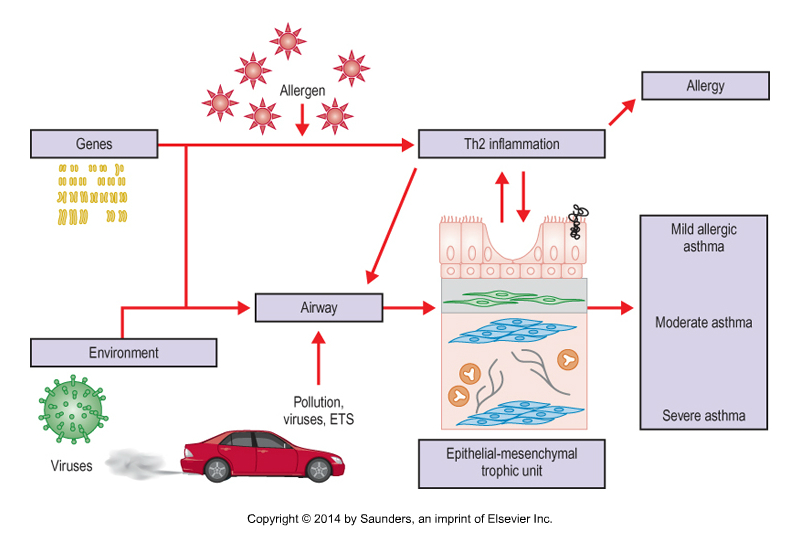 Allergen
Allergy
Genes
Th2 inflammation
Mild allergic
asthma
Airway
Moderate asthma
Environment
Pollution,
viruses, ETS
Severe asthma
Viruses
Epithelial-mesenchymal
trophic unit
Copyright © 2014 by Saunders, an imprint of Elsevier Inc.